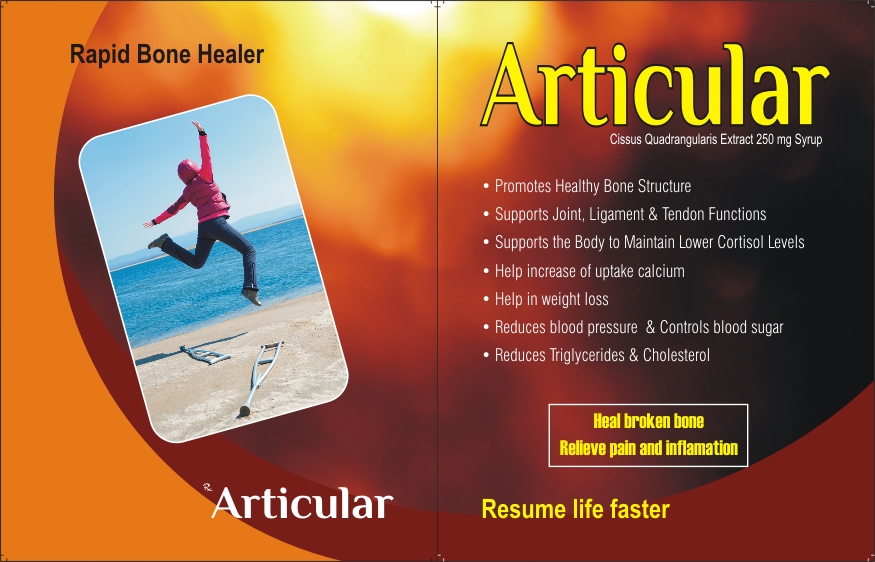 Rapid Bone Healer
Rx Articular
Articular
Cissus Quadrangularis Extract 250 mg Syrup
• Promotes Healthy Bone Structure
• Supports Joint, Ligament & Tendon Functions
• Supports the Body to Maintain Lower Cortisol Levels
• Help increase of uptake calcium
• Help in weight loss
• Reduces blood pressure & Controls blood sugar
• Reduces Triglycerides & Cholesterol
Heal broken bone
Relieve pain and inflamation
Resume life faster